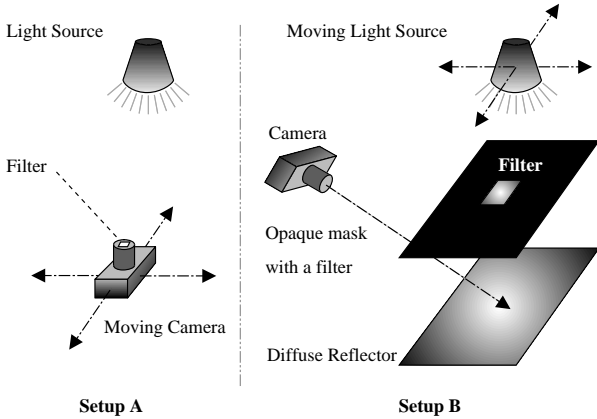 Light Source
Filter
Moving Camera
Setup A
Moving Light Source
Camera
Filter
Opaque mask
with a filter
Diffuse Reflector
Setup B